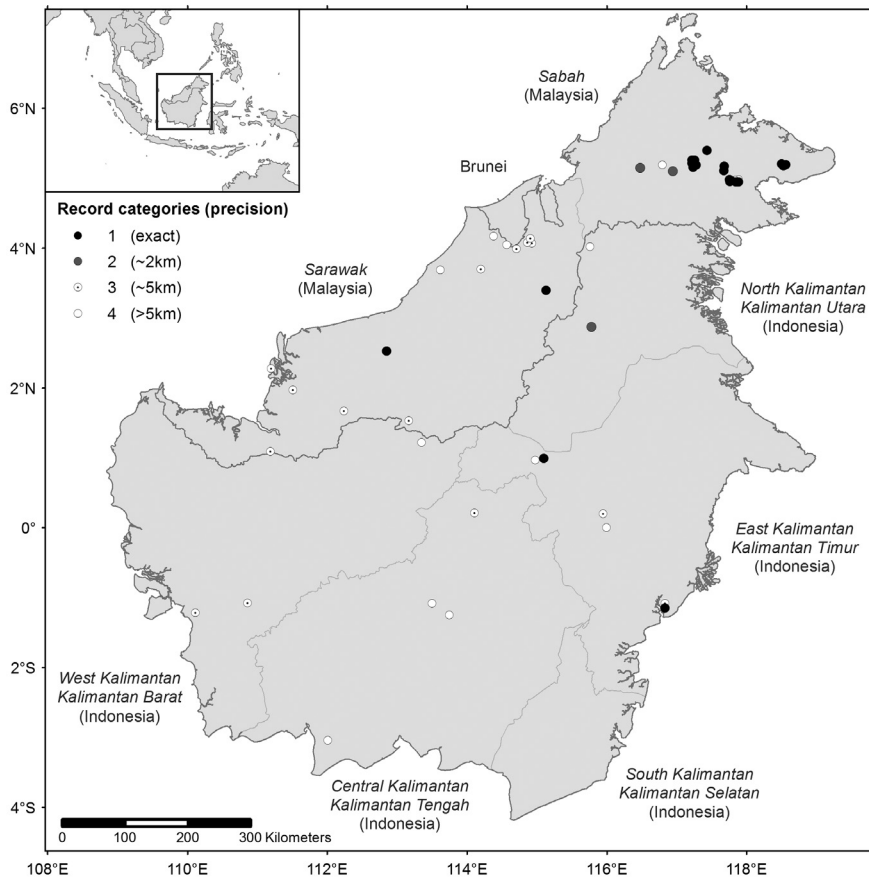 6°N
4°N
2°N
0°
2°S
4°S
Sabah
(Malaysia)
Brunei
Record categories (precision)
1 (exact)
2 (~2km)
3 (~5km)
4 (>5km)
Sarawak
(Malaysia)
North Kalimantan
Kalimantan Utara
(Indonesia)
East Kalimantan
Kalimantan Timur
(Indonesia)
West Kalimantan
Kalimantan Barat
(Indonesia)
Central Kalimantan
Kalimantan Tengah
(Indonesia)
South Kalimantan
Kalimantan Selatan
(Indonesia)
0 100 200 300 Kilometers
108°E 110°E 112°E 114°E 116°E 118°E